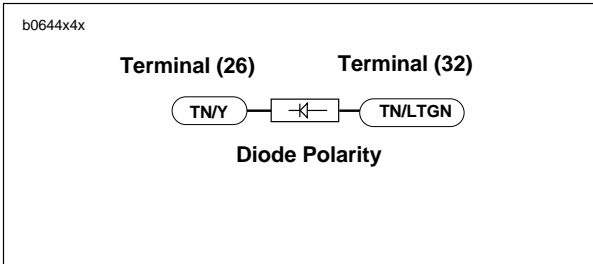 b0644x4x
Terminal (26) Terminal (32)
TN/Y TN/LTGN
Diode Polarity